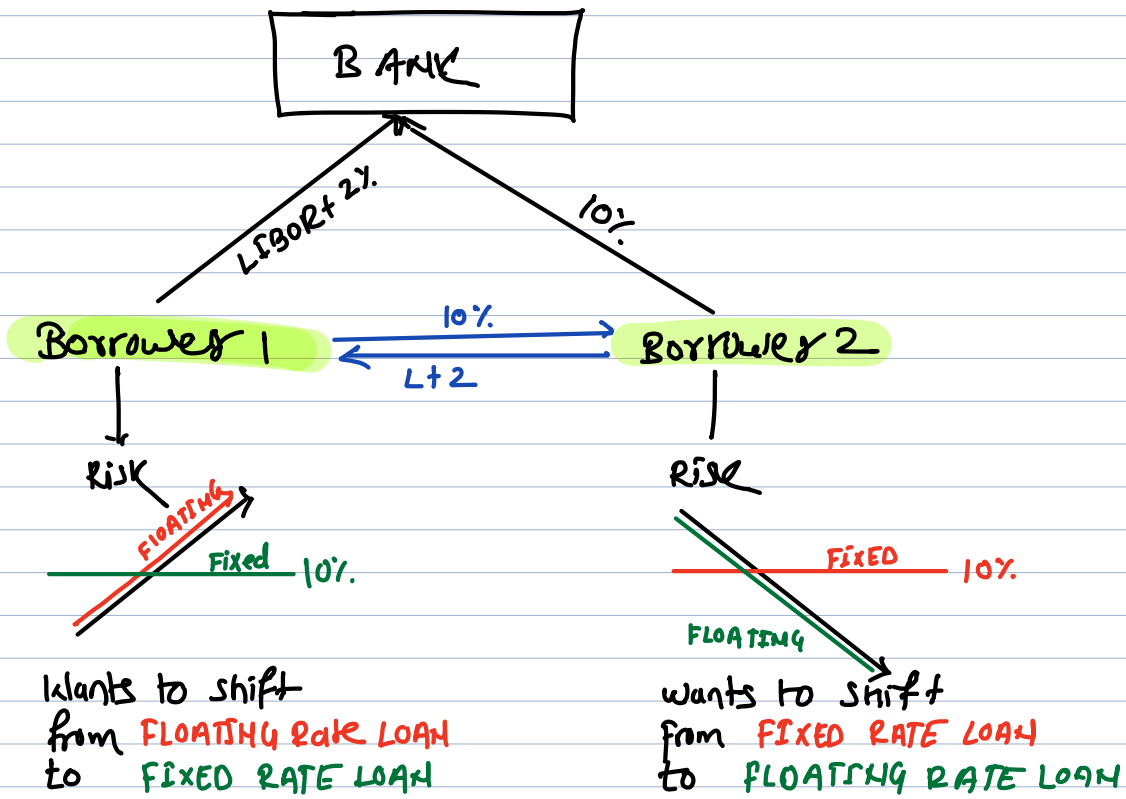 BANK
LIBOR + 2%
10%
Borrower 1
10%
L+2
Borrower 2
Risk
Risk
FLOATING
Fixed
10%
FIXED
10%
FLOATING
Wants to shift
from FLOATING Rate LOAN
to FIXED RATE LOAN
wants to shift
From FIXED RATE LOAN
to FLOATING RATE LOAN